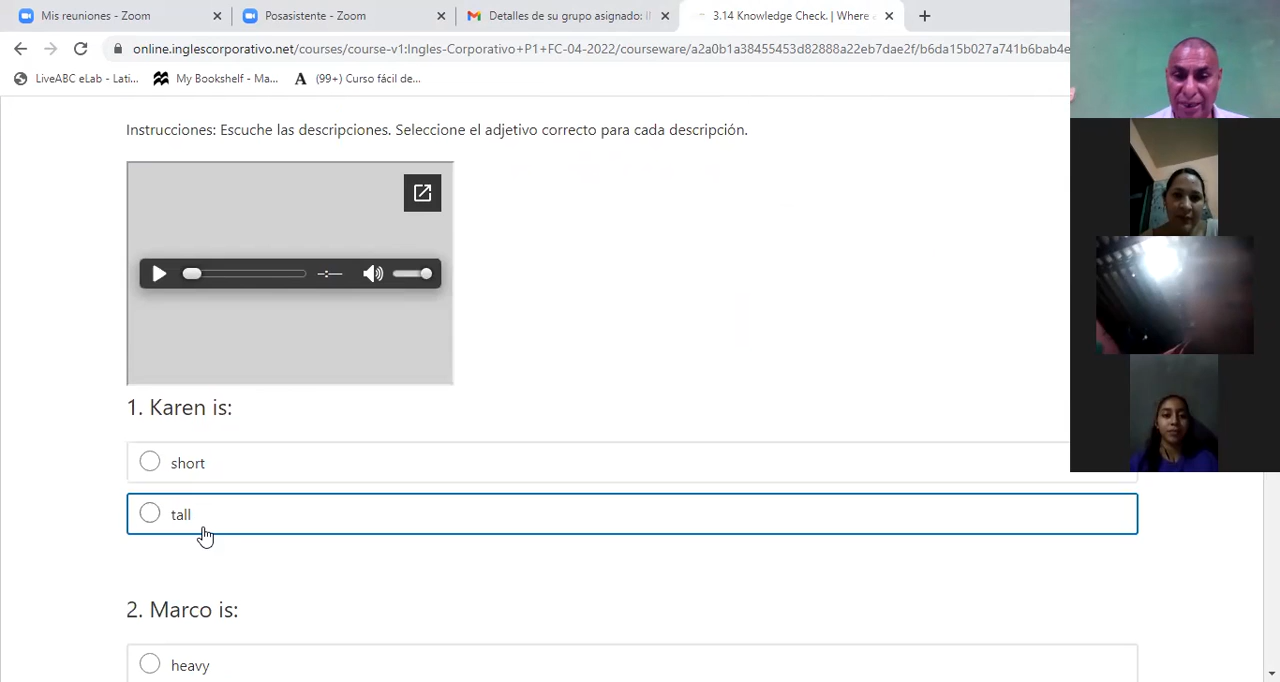 Mis reuniones - Zoom
Posasistente - Zoom
Detalles de su grupo asignado: I
3.14 Knowledge Check. | Where
online.inglescorporativo.net/courses/course-v1:Ingles-Corporativo+P1+FC-04-2022/courseware/a2a0b1a38455453d82888a22eb7dae2f/b6da15b027a741b6bab4e
LiveABC eLab - Lati...
My Bookshelf - Ma...
(99+) Curso fácil de...
Instrucciones: Escuche las descripciones. Seleccione el adjetivo correcto para cada descripción.
1. Karen is:
short
tall
2. Marco is:
heavy